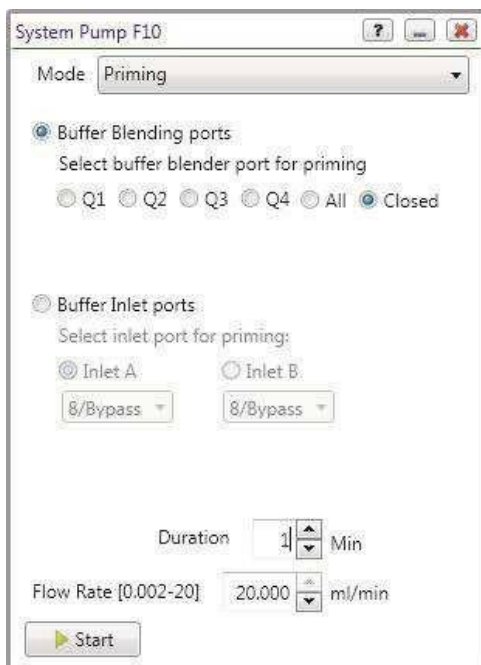 System Pump F10 ?
Mode Priming
Buffer Blending ports
Select buffer blender port for priming
Q1 Q2 Q3 Q4 All Closed
Buffer Inlet ports
Select inlet port for priming:
Inlet A Inlet B
8/Bypass 8/Bypass
Duration 1 Min
Flow Rate [0.002-20] 20.000 ml/min
Start